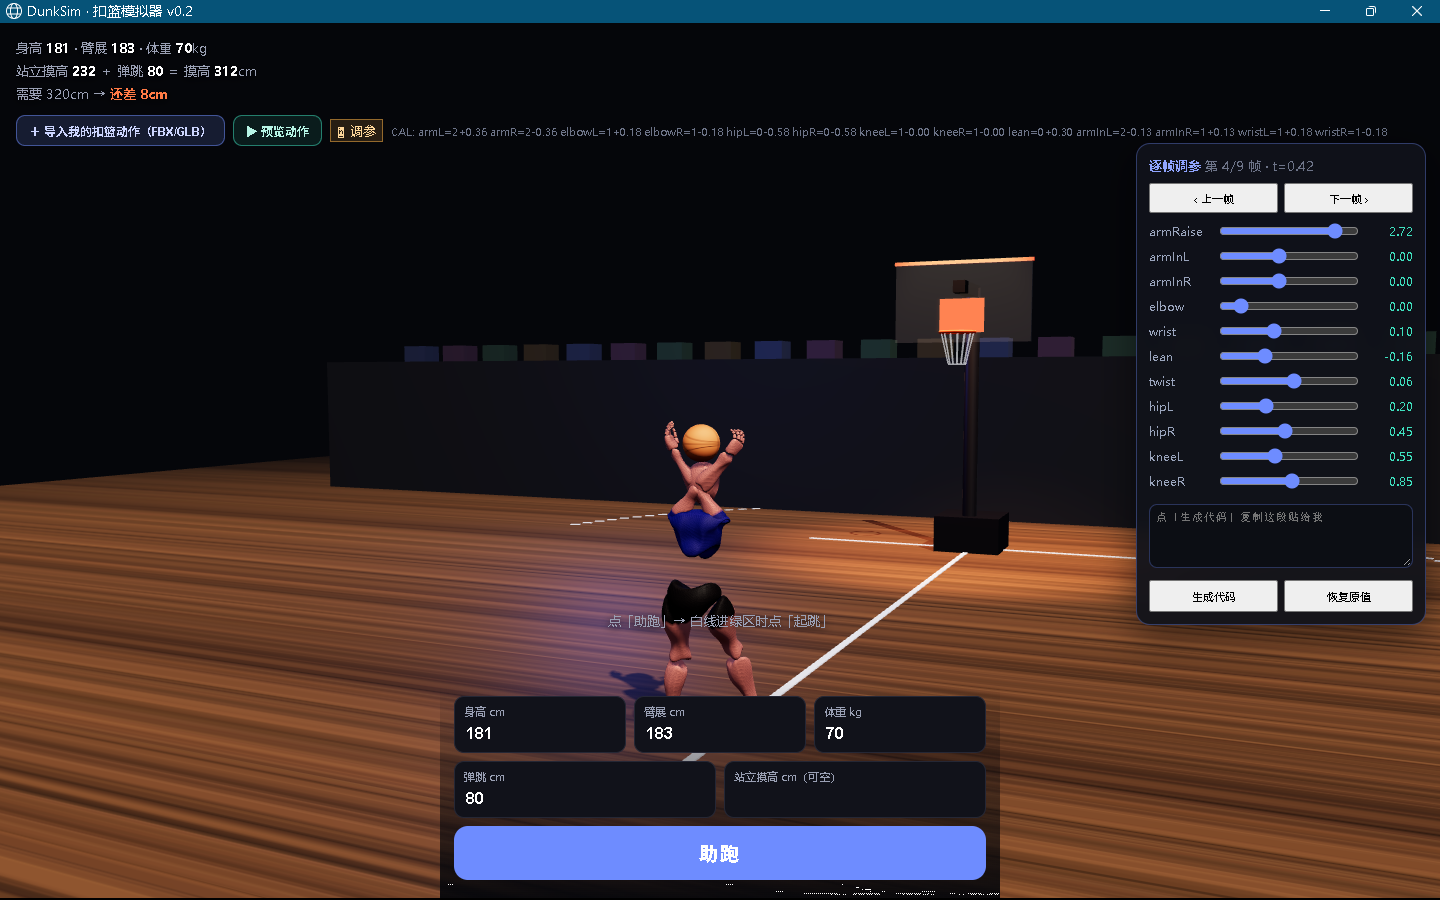 DunkSim · 扣篮模拟器 v0.2
身高 181 · 臂展 183 · 体重 70kg
站立摸高 232 + 弹跳 80 = 摸高 312cm
需要 320cm → 还差 8cm
+ 导入我的扣篮动作（FBX/GLB）
▶ 预览动作
调参
CAL: armL=2+0.36 armR=2-0.36 elbowL=1+0.18 elbowR=1-0.18 hipL=0-0.58 hipR=0-0.58 kneeL=1-0.00 kneeR=1-0.00 lean=0+0.30 armInL=2-0.13 armInR=1+0.13 wristL=1+0.18 wristR=1-0.18
逐帧调参 第 4/9 帧 · t=0.42
‹ 上一帧
下一帧 ›
armRaise 2.72
armInL 0.00
armInR 0.00
elbow 0.00
wrist 0.10
lean -0.16
twist 0.06
hipL 0.20
hipR 0.45
kneeL 0.55
kneeR 0.85
点「生成代码」复制这段贴给我
生成代码
恢复原值
点「助跑」→ 白线进绿区时点「起跳」
身高 cm
181
臂展 cm
183
体重 kg
70
弹跳 cm
80
站立摸高 cm（可空）
助跑